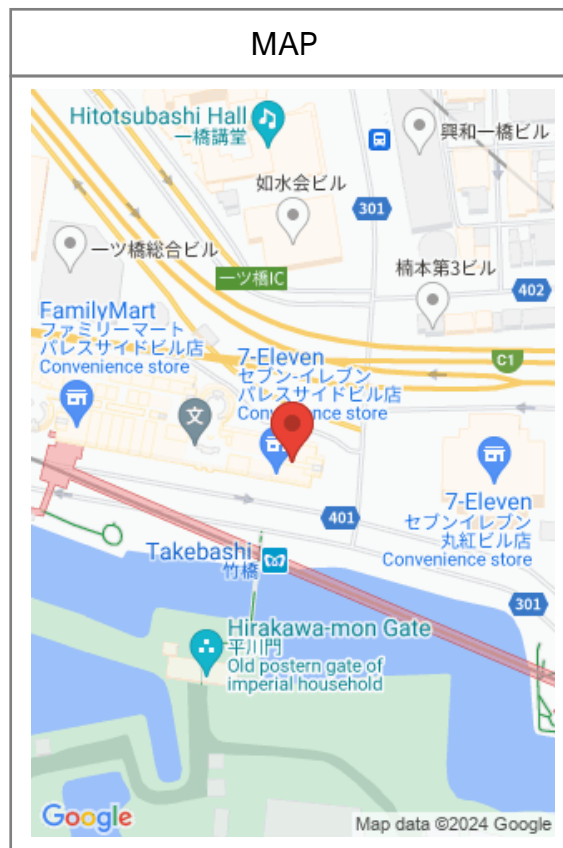 MAP
Hitotsubashi Hall
一橋講堂
興和一橋ビル
如水会ビル
301
一ツ橋総合ビル
一ツ橋IC
楠本第3ビル
402
FamilyMart
ファミリーマート
パレスサイドビル店
Convenience store
7-Eleven
セブン-イレブン
パレスサイドビル店
Convenience store
C1
文
7-Eleven
セブンイレブン
丸紅ビル店
Convenience store
401
Takebashi
竹橋
301
Hirakawa-mon Gate
平川門
Old postern gate of
imperial household
Google
Map data ©2024 Google